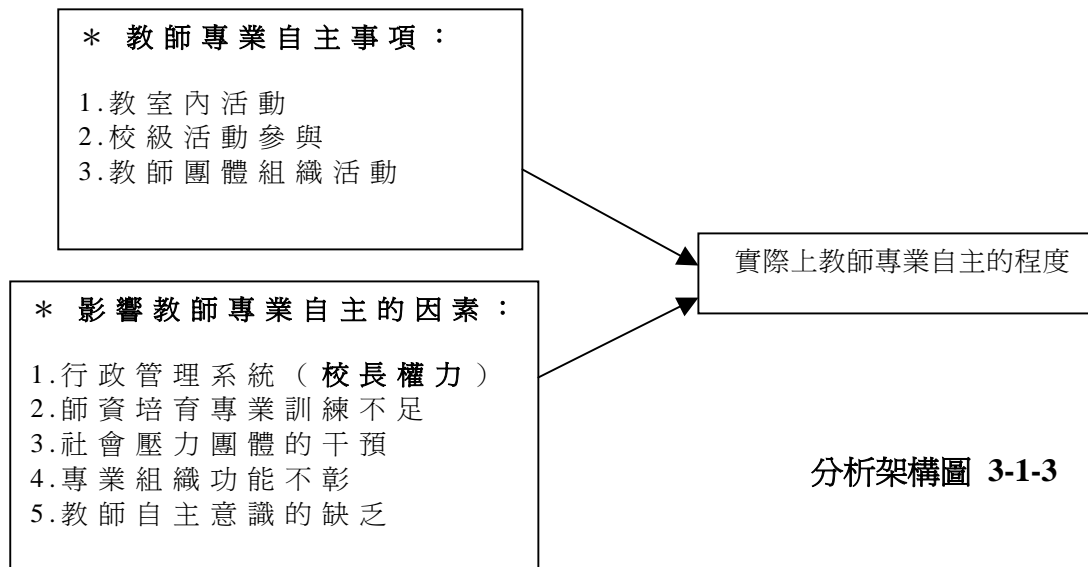 ＊ 教師專業自主事項：
1.教室內活動
2.校級活動參與
3.教師團體組織活動
實際上教師專業自主的程度
＊ 影響教師專業自主的因素：
1.行政管理系統（校長權力）
2.師資培育專業訓練不足
3.社會壓力團體的干預
4.專業組織功能不彰
5.教師自主意識的缺乏
分析架構圖 3-1-3